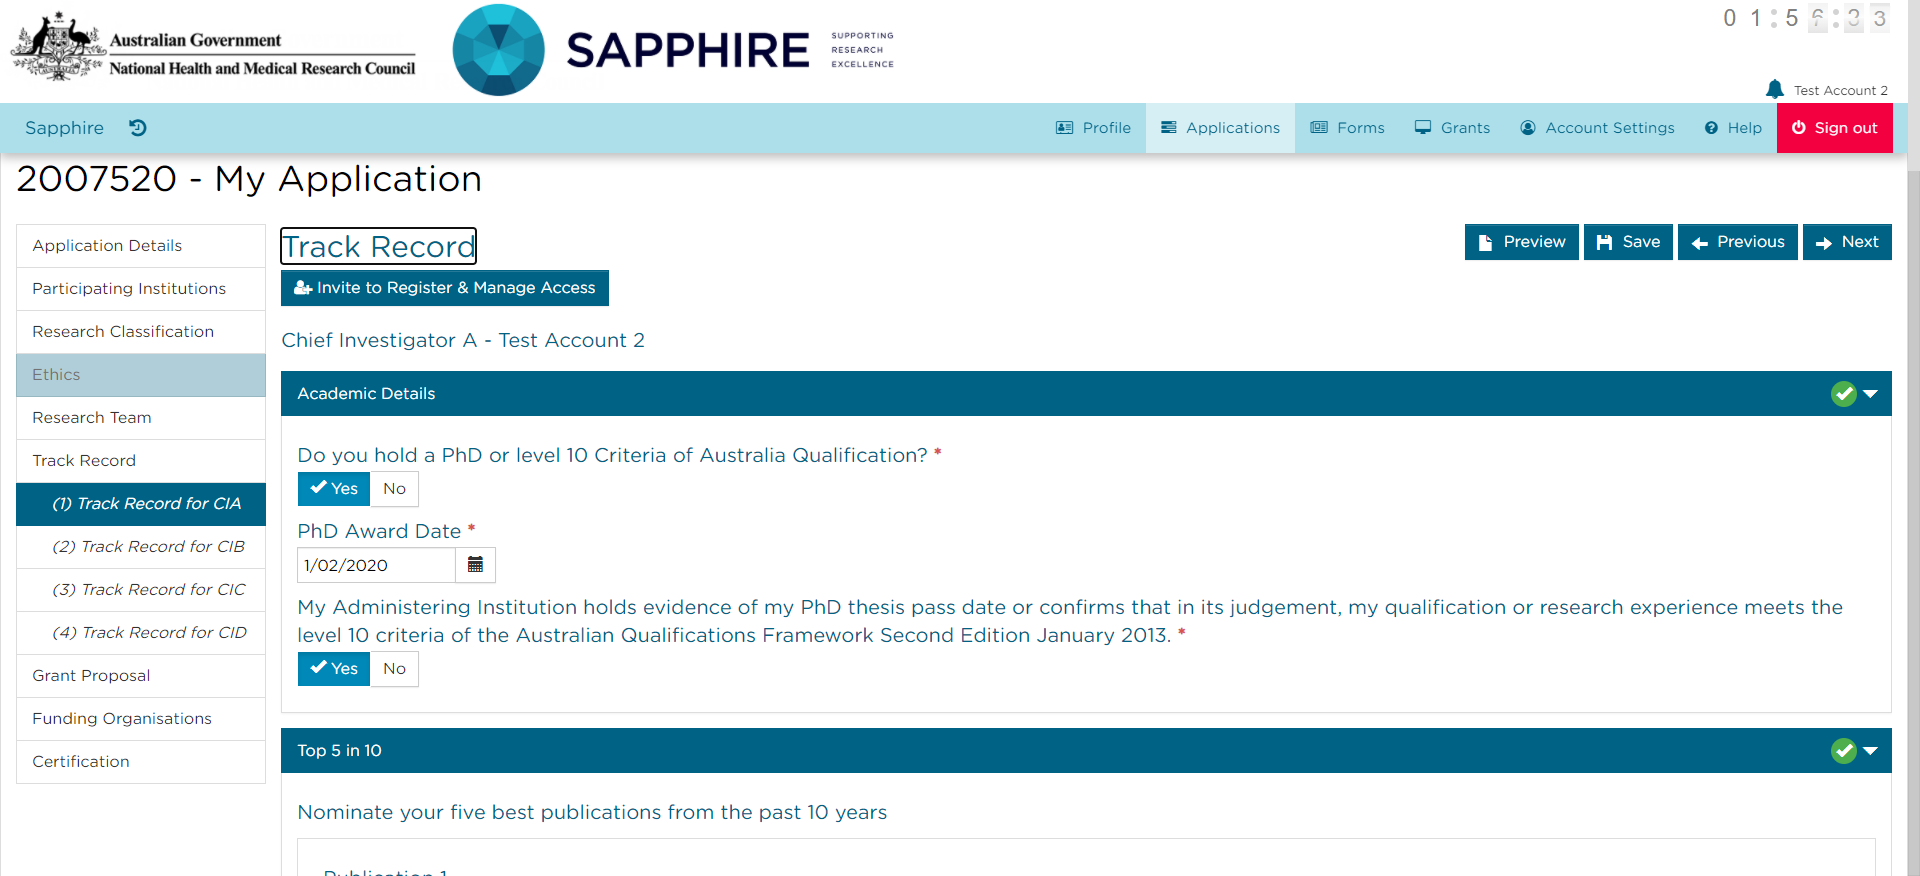 Australian Government
National Health and Medical Research Council
SAPPHIRE
SUPPORTING
RESEARCH
EXCELLENCE
Test Account 2
Sapphire
Profile
Applications
Forms
Grants
Account Settings
Help
Sign out
2007520 - My Application
Application Details
Participating Institutions
Research Classification
Ethics
Research Team
Track Record
(1) Track Record for CIA
(2) Track Record for CIB
(3) Track Record for CIC
(4) Track Record for CID
Grant Proposal
Funding Organisations
Certification
Track Record
Preview
Save
Previous
Next
Invite to Register & Manage Access
Chief Investigator A - Test Account 2
Academic Details
Do you hold a PhD or level 10 Criteria of Australia Qualification? *
Yes
No
PhD Award Date *
1/02/2020
My Administering Institution holds evidence of my PhD thesis pass date or confirms that in its judgement, my qualification or research experience meets the
level 10 criteria of the Australian Qualifications Framework Second Edition January 2013. *
Yes
No
Top 5 in 10
Nominate your five best publications from the past 10 years
Publication 1